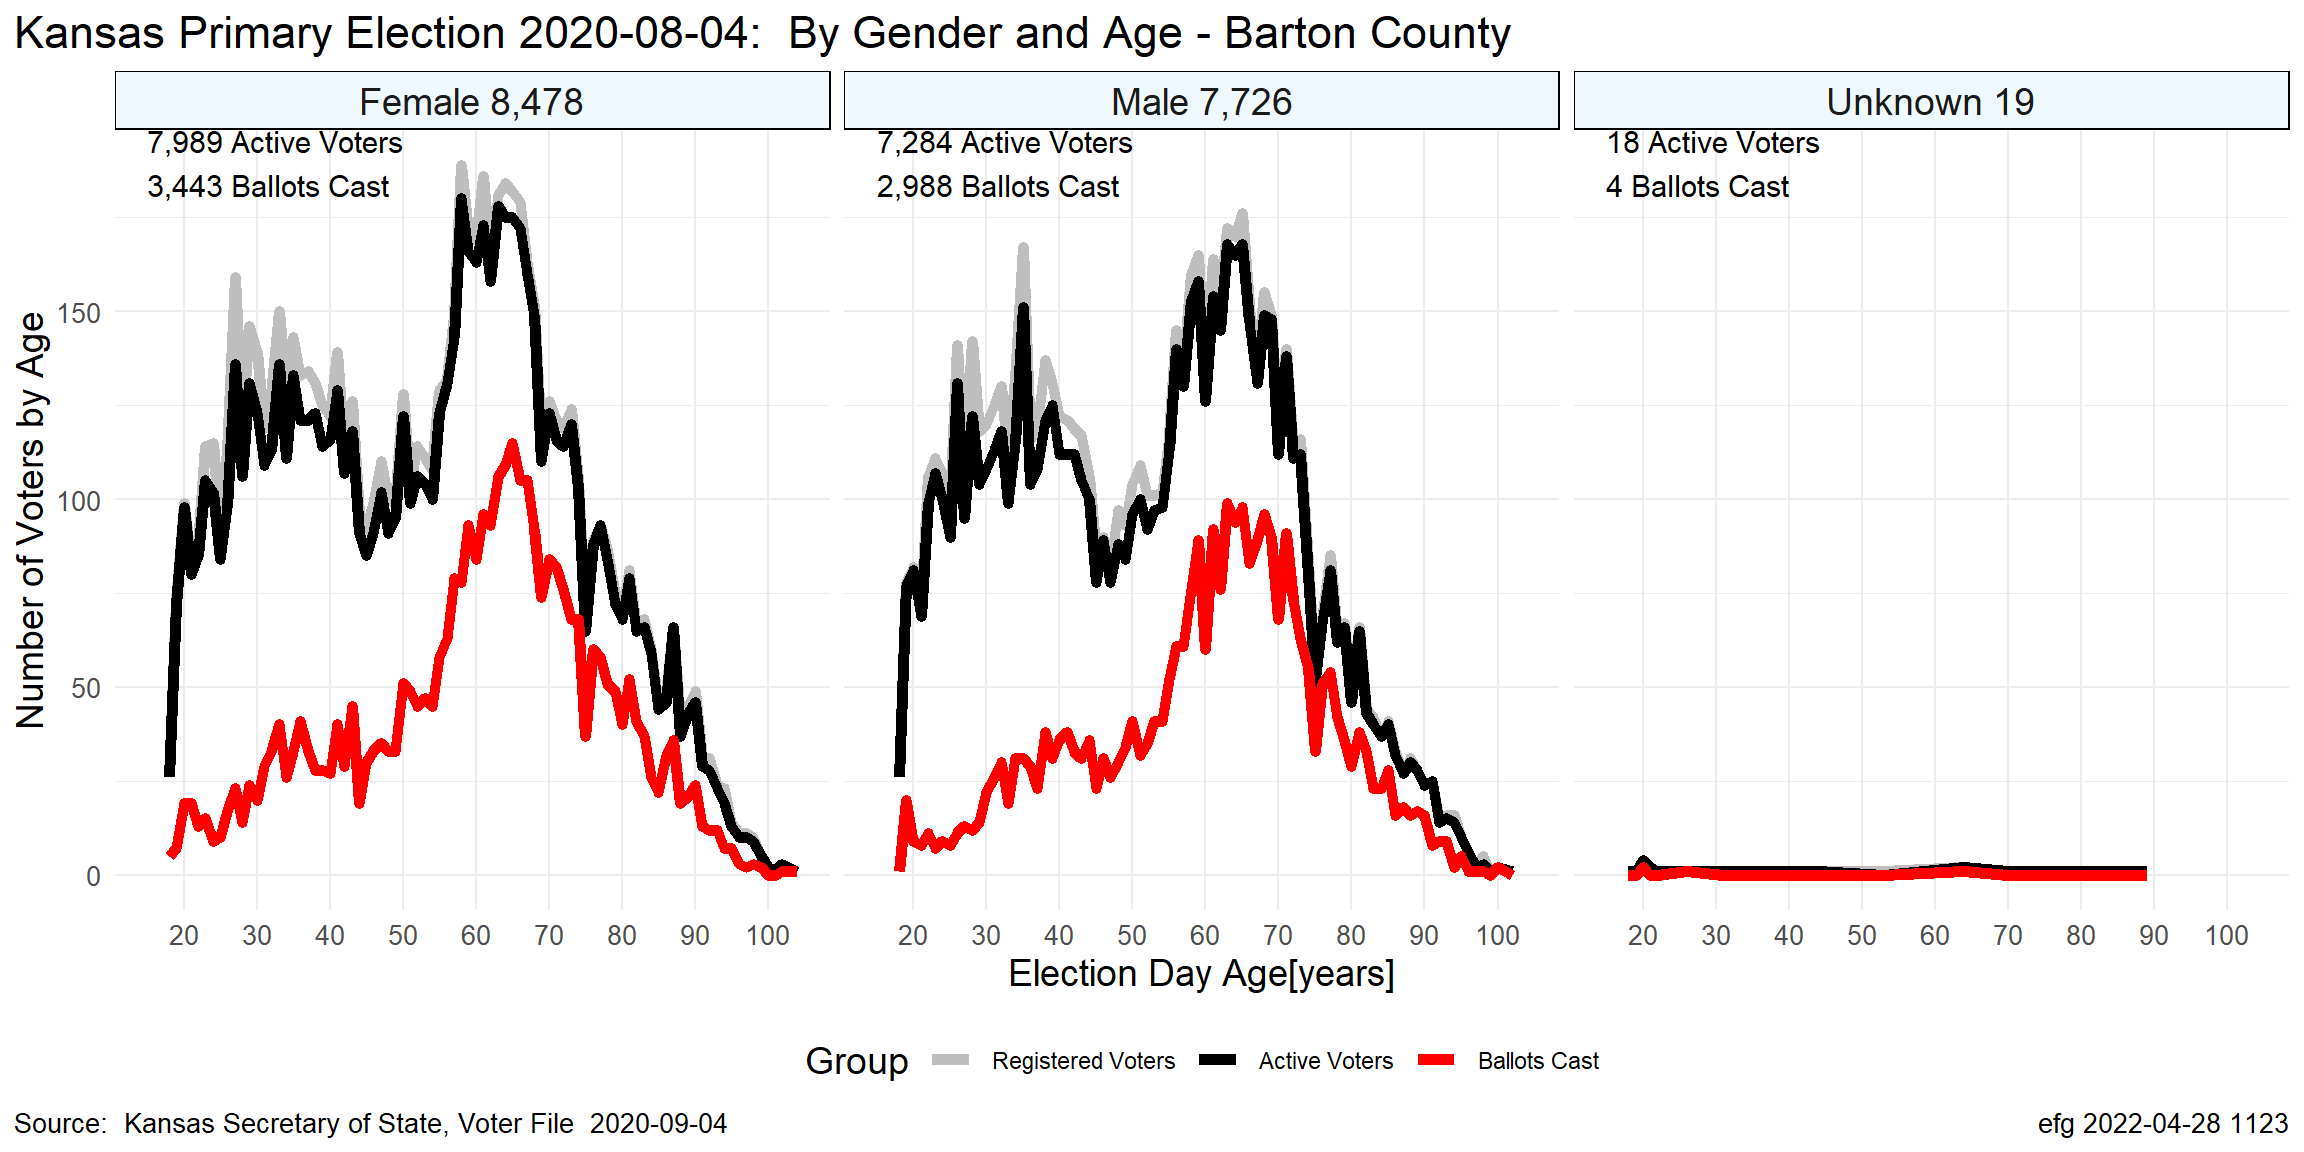 Kansas Primary Election 2020-08-04:  By Gender and Age - Barton County
Female 8,478
Male 7,726
Unknown 19
7,989 Active Voters
3,443 Ballots Cast
7,284 Active Voters
2,988 Ballots Cast
18 Active Voters
4 Ballots Cast
Number of Voters by Age
150
100
50
0
20 30 40 50 60 70 80 90 100
20 30 40 50 60 70 80 90 100
20 30 40 50 60 70 80 90 100
Election Day Age[years]
Group Registered Voters Active Voters Ballots Cast
Source:  Kansas Secretary of State, Voter File  2020-09-04
efg 2022-04-28 1123